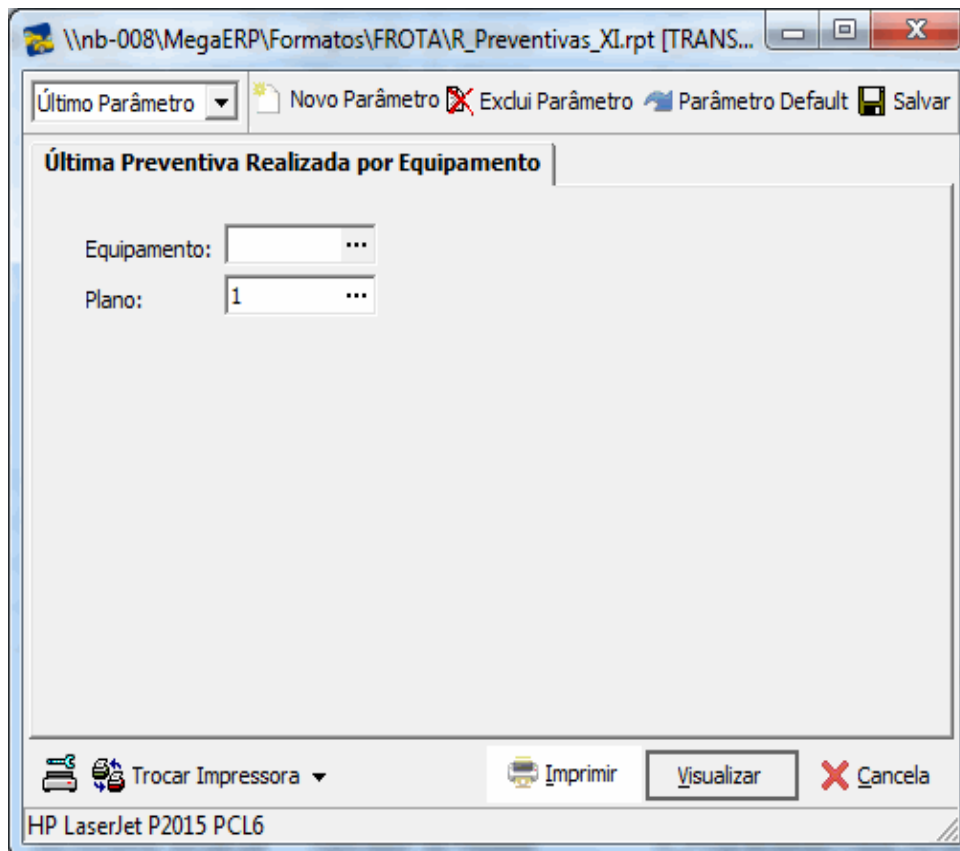 \\nb-008\MegaERP\Formatos\FROTA\R_Preventivas_XI.rpt [TRANS...
Último Parâmetro Novo Parâmetro Exclui Parâmetro Parâmetro Default Salvar
Última Preventiva Realizada por Equipamento
Equipamento: ...
Plano: 1 ...
Trocar Impressora Imprimir Visualizar Cancela
HP LaserJet P2015 PCL6